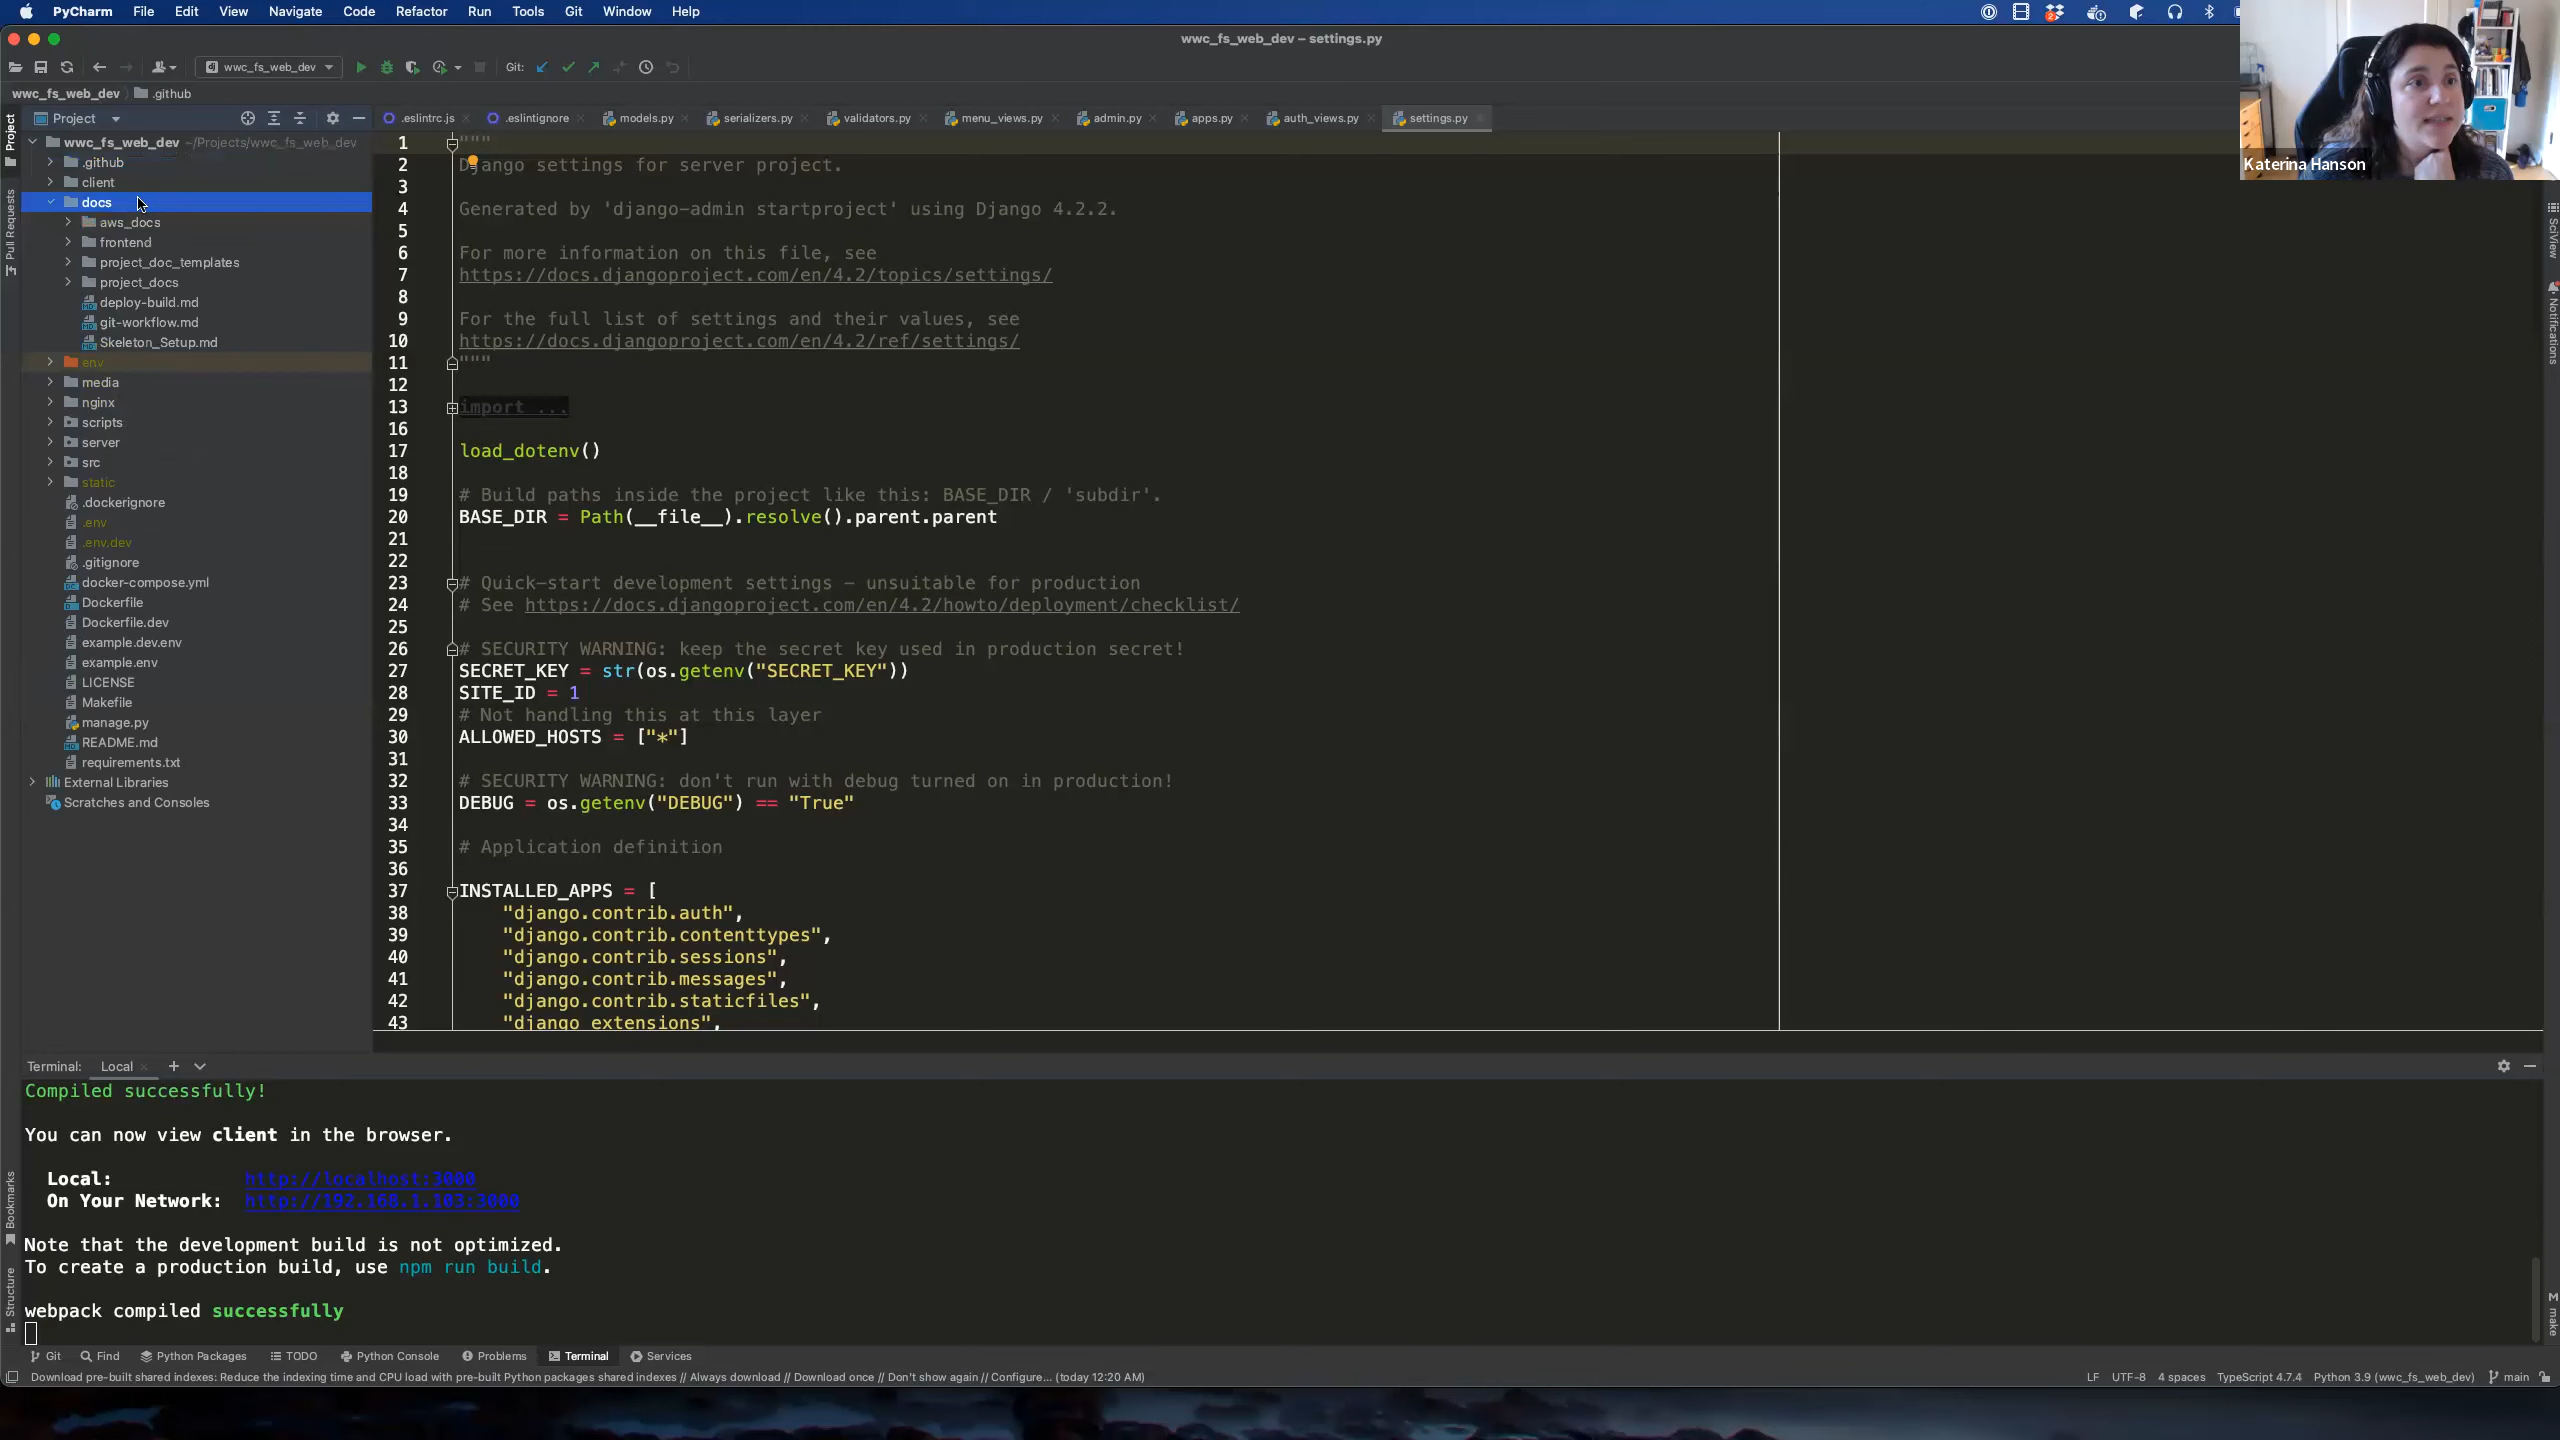 PyCharm File Edit View Navigate Code Refactor Run Tools Git Window Help
wwc_fs_web_dev – settings.py
wwc_fs_web_dev Git:
wwc_fs_web_dev .github
Project .eslintrc.js .eslintignore models.py serializers.py validators.py menu_views.py admin.py apps.py auth_views.py settings.py
Project
Pull Requests
wwc_fs_web_dev ~/Projects/wwc_fs_web_dev
.github
client
docs
aws_docs
frontend
project_doc_templates
project_docs
deploy-build.md
git-workflow.md
Skeleton_Setup.md
env
media
nginx
scripts
server
src
static
.dockerignore
.env
.env.dev
.gitignore
docker-compose.yml
Dockerfile
Dockerfile.dev
example.dev.env
example.env
LICENSE
Makefile
manage.py
README.md
requirements.txt
External Libraries
Scratches and Consoles
1 """
2 Django settings for server project.
3
4 Generated by 'django-admin startproject' using Django 4.2.2.
5
6 For more information on this file, see
7 https://docs.djangoproject.com/en/4.2/topics/settings/
8
9 For the full list of settings and their values, see
10 https://docs.djangoproject.com/en/4.2/ref/settings/
11 """
12
13 import ...
16
17 load_dotenv()
18
19 # Build paths inside the project like this: BASE_DIR / 'subdir'.
20 BASE_DIR = Path(__file__).resolve().parent.parent
21
22
23 # Quick-start development settings – unsuitable for production
24 # See https://docs.djangoproject.com/en/4.2/howto/deployment/checklist/
25
26 # SECURITY WARNING: keep the secret key used in production secret!
27 SECRET_KEY = str(os.getenv("SECRET_KEY"))
28 SITE_ID = 1
29 # Not handling this at this layer
30 ALLOWED_HOSTS = ["*"]
31
32 # SECURITY WARNING: don't run with debug turned on in production!
33 DEBUG = os.getenv("DEBUG") == "True"
34
35 # Application definition
36
37 INSTALLED_APPS = [
38 "django.contrib.auth",
39 "django.contrib.contenttypes",
40 "django.contrib.sessions",
41 "django.contrib.messages",
42 "django.contrib.staticfiles",
43 "django_extensions",
Katerina Hanson
SciView
Notifications
Terminal: Local
Compiled successfully!
You can now view client in the browser.
Local: http://localhost:3000
On Your Network: http://192.168.1.103:3000
Note that the development build is not optimized.
To create a production build, use npm run build.
webpack compiled successfully
Bookmarks
Structure
make
Git Find Python Packages TODO Python Console Problems Terminal Services
Download pre-built shared indexes: Reduce the indexing time and CPU load with pre-built Python packages shared indexes // Always download // Download once // Don't show again // Configure... (today 12:20 AM) LF UTF-8 4 spaces TypeScript 4.7.4 Python 3.9 (wwc_fs_web_dev) main